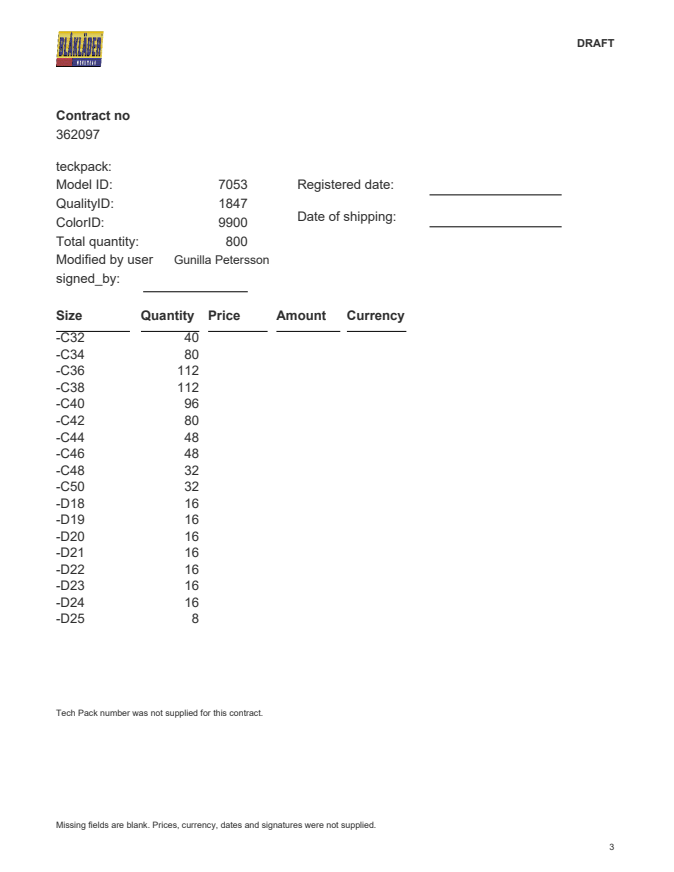 BLÅKLÄDER
WORKWEAR
DRAFT
Contract no
362097
teckpack:
Model ID: 7053 Registered date:
QualityID: 1847
ColorID: 9900 Date of shipping:
Total quantity: 800
Modified by user Gunilla Petersson
signed_by:
Size Quantity Price Amount Currency
-C32 40
-C34 80
-C36 112
-C38 112
-C40 96
-C42 80
-C44 48
-C46 48
-C48 32
-C50 32
-D18 16
-D19 16
-D20 16
-D21 16
-D22 16
-D23 16
-D24 16
-D25 8
Tech Pack number was not supplied for this contract.
Missing fields are blank. Prices, currency, dates and signatures were not supplied.
3